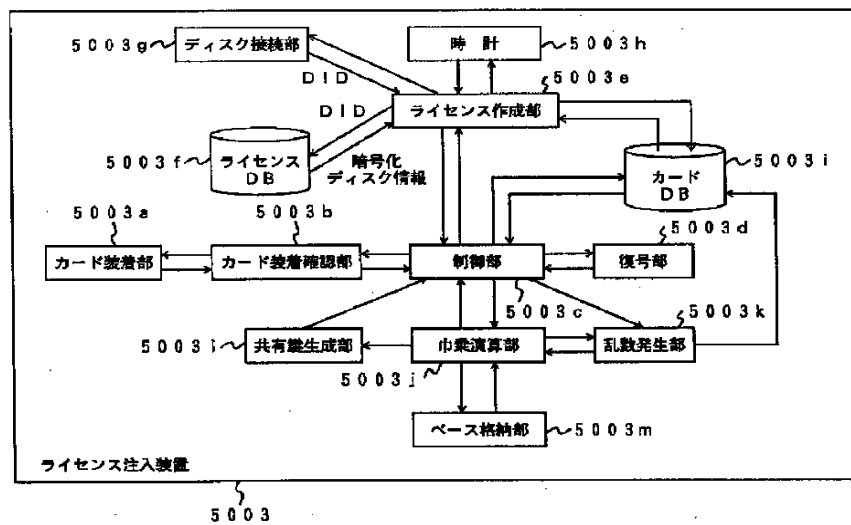 5003g
ディスク接続部
時計
5003h
DID
5003e
DID
ライセンス作成部
5003f
ライセンス
DB
暗号化
ディスク情報
カード
DB
5003i
5003a
5003b
5003d
カード装着部
カード装着確認部
制御部
復号部
5003c
5003k
5003l
共有鍵生成部
巾乗演算部
乱数発生部
5003j
ベース格納部
5003m
ライセンス注入装置
5003